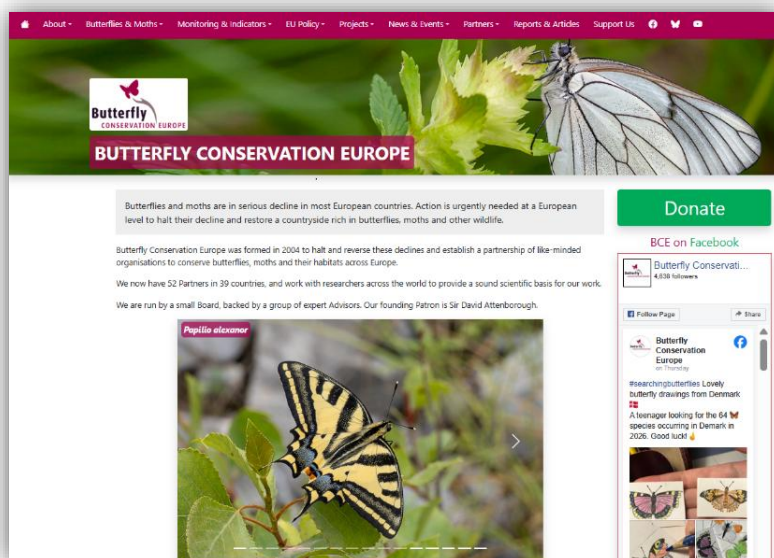 About
Butterflies & Moths
Monitoring & Indicators
EU Policy
Projects
News & Events
Partners
Reports & Articles
Support Us
Butterfly
CONSERVATION EUROPE
BUTTERFLY CONSERVATION EUROPE
Butterflies and moths are in serious decline in most European countries. Action is urgently needed at a European
level to halt their decline and restore a countryside rich in butterflies, moths and other wildlife.
Butterfly Conservation Europe was formed in 2004 to halt and reverse these declines and establish a partnership of like-minded
organisations to conserve butterflies, moths and their habitats across Europe.
We now have 52 Partners in 39 countries, and work with researchers across the world to provide a sound scientific basis for our work.
We are run by a small Board, backed by a group of expert Advisors. Our founding Patron is Sir David Attenborough.
Papilio alexanor
Donate
BCE on Facebook
Butterfly Conservati...
4,638 followers
Follow Page
Share
Butterfly
Conservation
Europe
on Thursday
#searchingbutterflies Lovely
butterfly drawings from Denmark
A teenager looking for the 64
species occurring in Demark in
2026. Good luck!